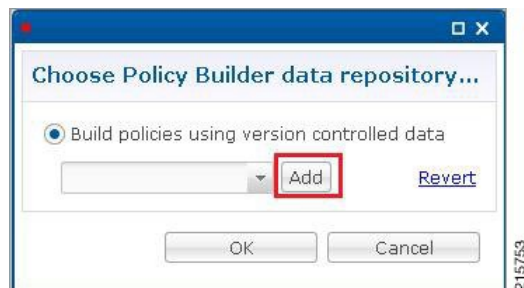 Choose Policy Builder data repository...
Build policies using version controlled data
Add Revert
OK Cancel
215753